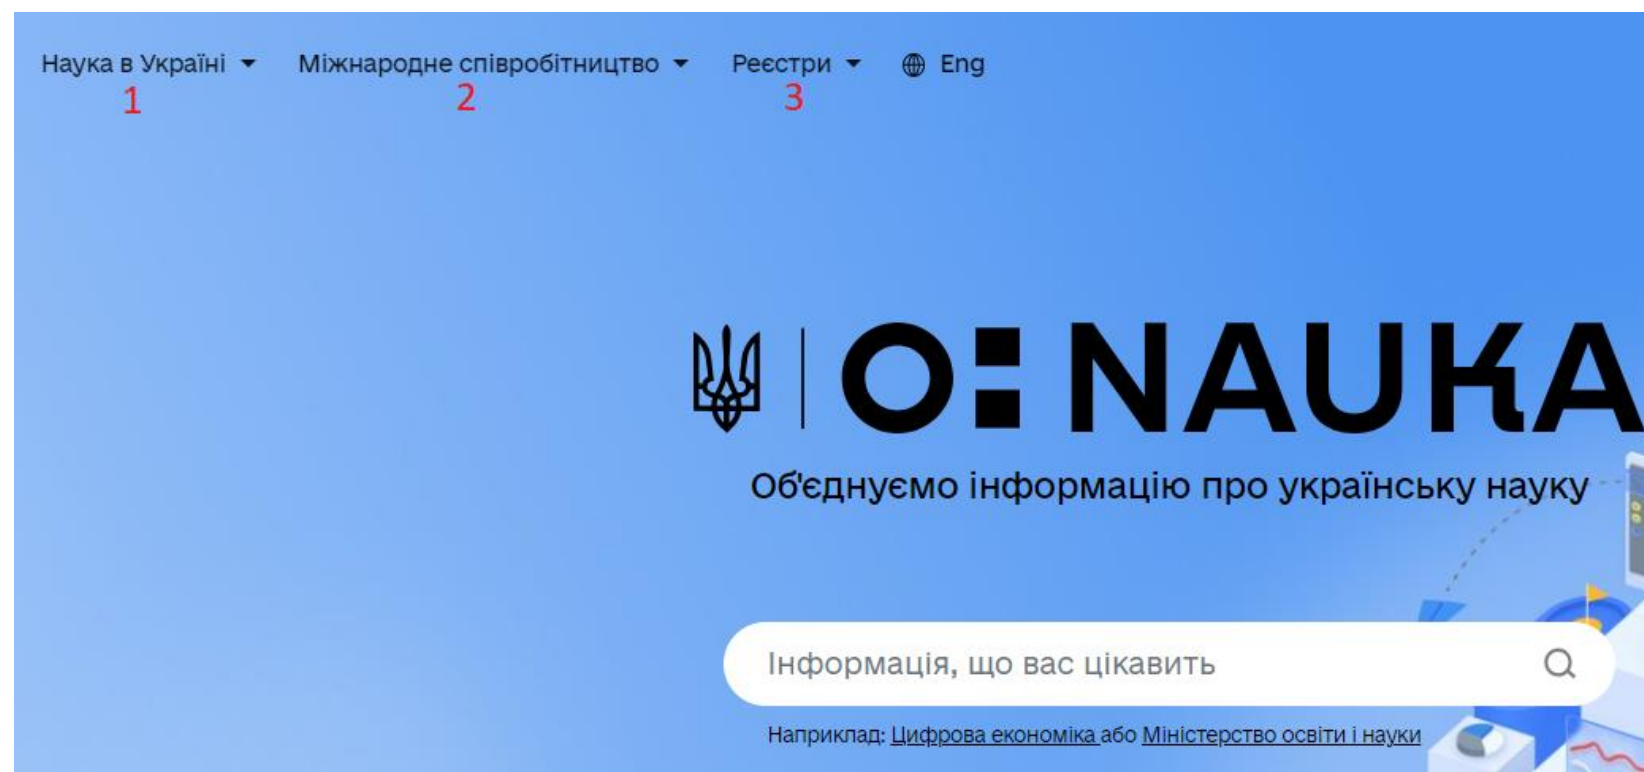 Наука в Україні Міжнародне співробітництво Реєстри Eng
1 2 3
O: NAUKA
Об'єднуємо інформацію про українську науку
Інформація, що вас цікавить
Наприклад: Цифрова економіка або Міністерство освіти і науки